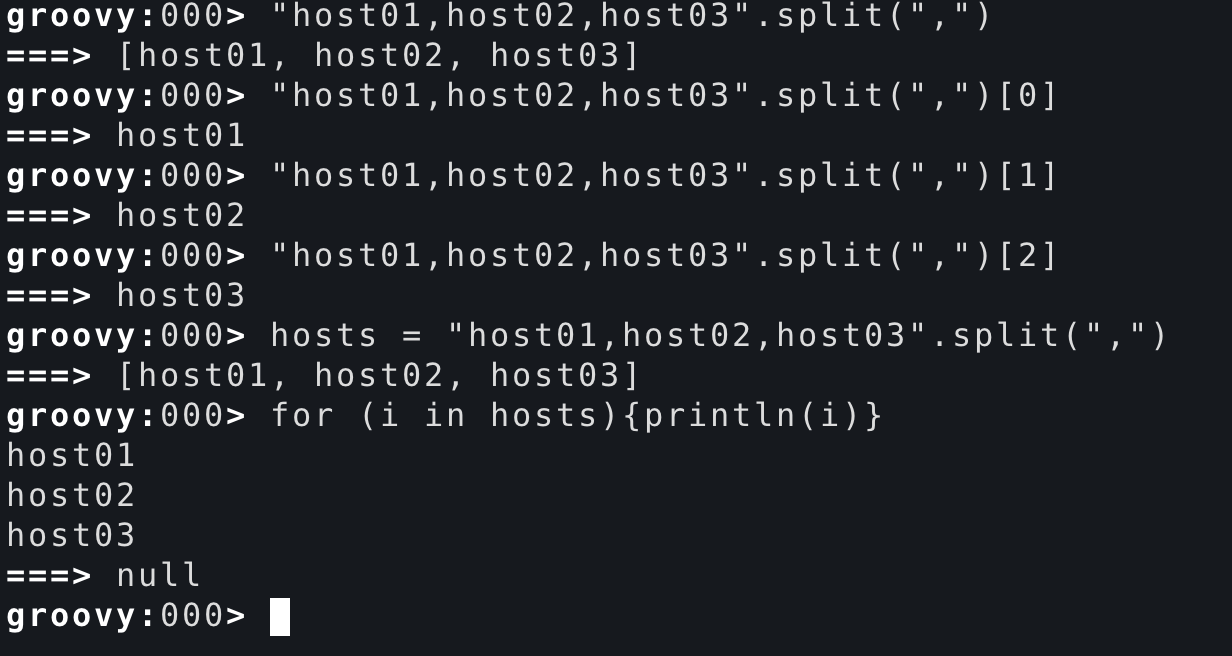 groovy:000> "host01,host02,host03".split(",")
===> [host01, host02, host03]
groovy:000> "host01,host02,host03".split(",")[0]
===> host01
groovy:000> "host01,host02,host03".split(",")[1]
===> host02
groovy:000> "host01,host02,host03".split(",")[2]
===> host03
groovy:000> hosts = "host01,host02,host03".split(",")
===> [host01, host02, host03]
groovy:000> for (i in hosts){println(i)}
host01
host02
host03
===> null
groovy:000>